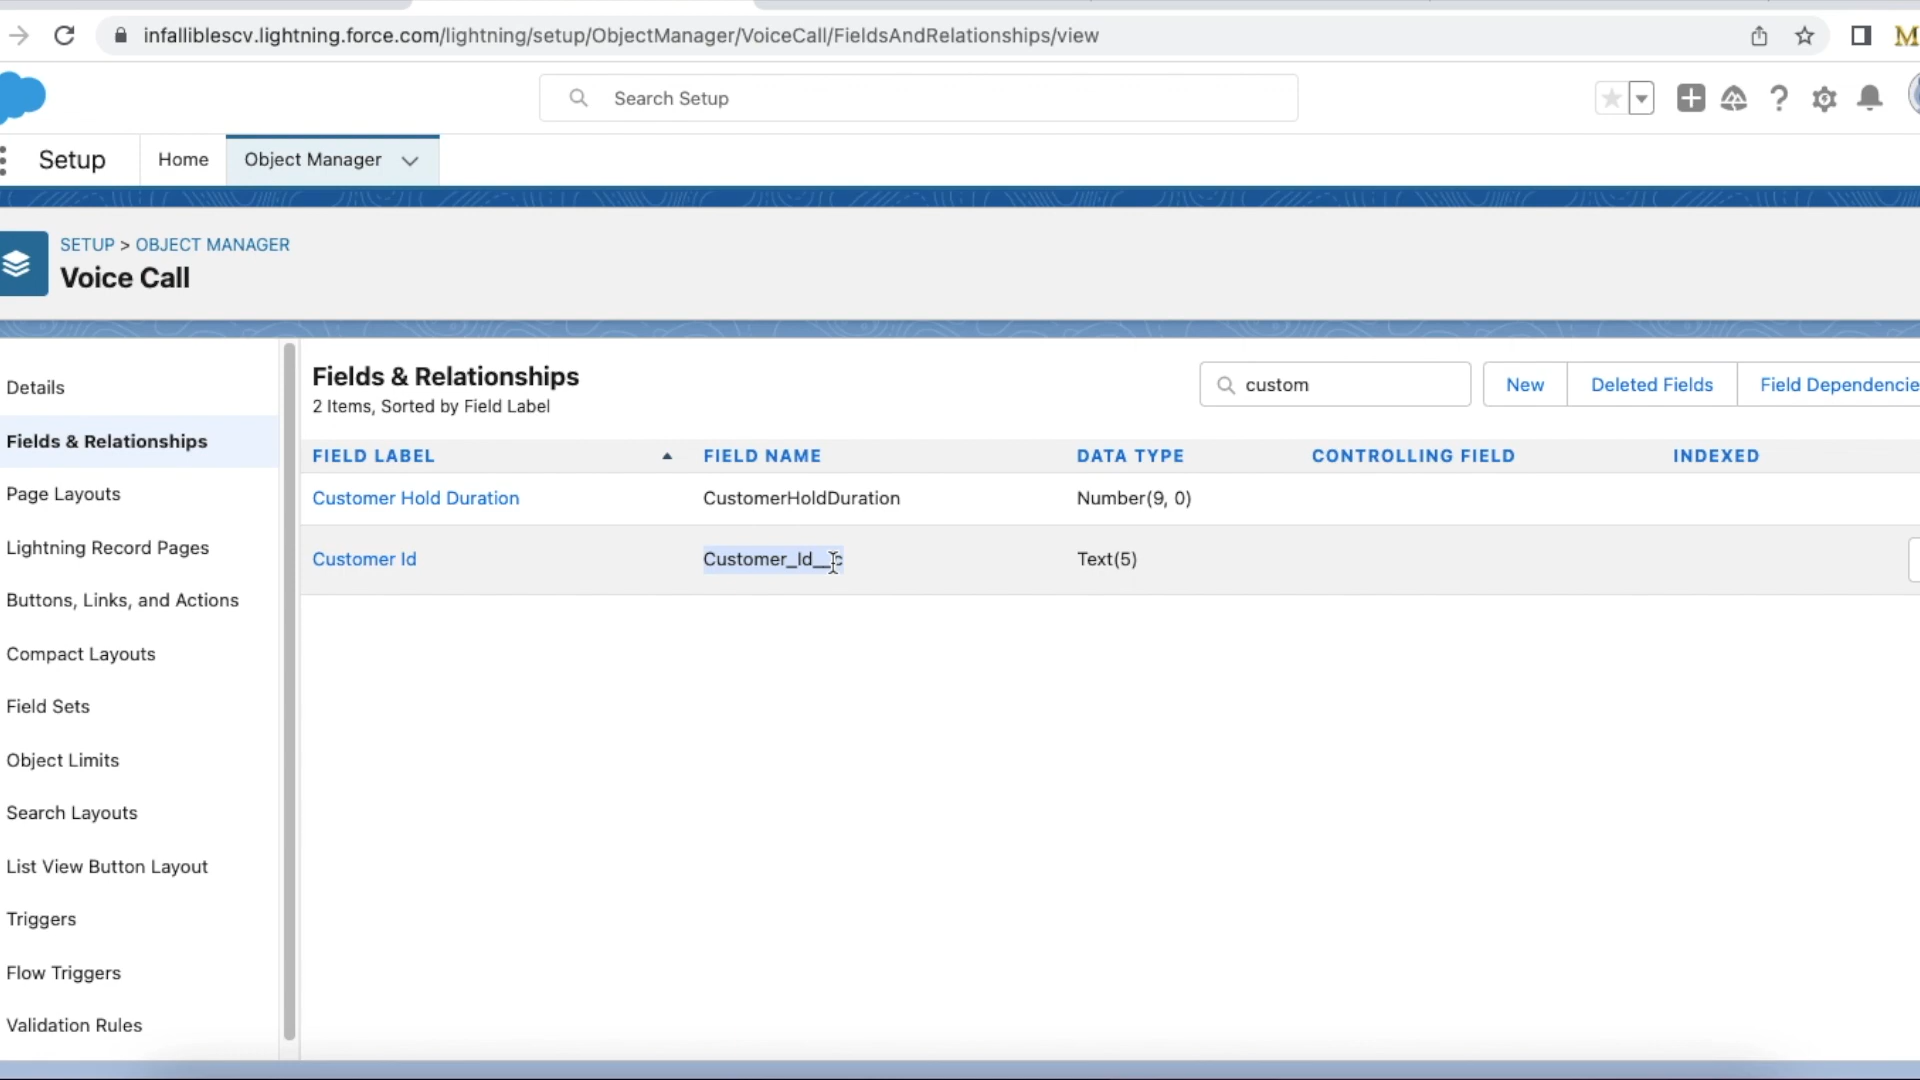 infalliblescv.lightning.force.com/lightning/setup/ObjectManager/VoiceCall/FieldsAndRelationships/view
M
Search Setup
Setup
Home
Object Manager
SETUP > OBJECT MANAGER
Voice Call
Details
Fields & Relationships
Page Layouts
Lightning Record Pages
Buttons, Links, and Actions
Compact Layouts
Field Sets
Object Limits
Search Layouts
List View Button Layout
Triggers
Flow Triggers
Validation Rules
Fields & Relationships
2 Items, Sorted by Field Label
custom
New
Deleted Fields
Field Dependencie
FIELD LABEL FIELD NAME DATA TYPE CONTROLLING FIELD INDEXED
Customer Hold Duration CustomerHoldDuration Number(9, 0)
Customer Id Customer_Id__c Text(5)